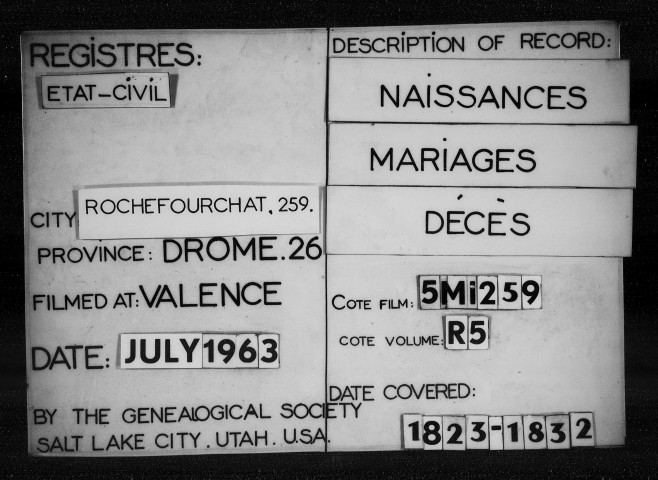 REGISTRES:
ETAT-CIVIL
CITY ROCHEFOURCHAT, 259.
PROVINCE: DROME.26
FILMED AT: VALENCE
DATE: JULY 1963
BY THE GENEALOGICAL SOCIETY
SALT LAKE CITY. UTAH. U.S.A.
DESCRIPTION OF RECORD:
NAISSANCES
MARIAGES
DÉCÈS
COTE FILM: 5Mi259
COTE VOLUME: R5
DATE COVERED:
1823-1832